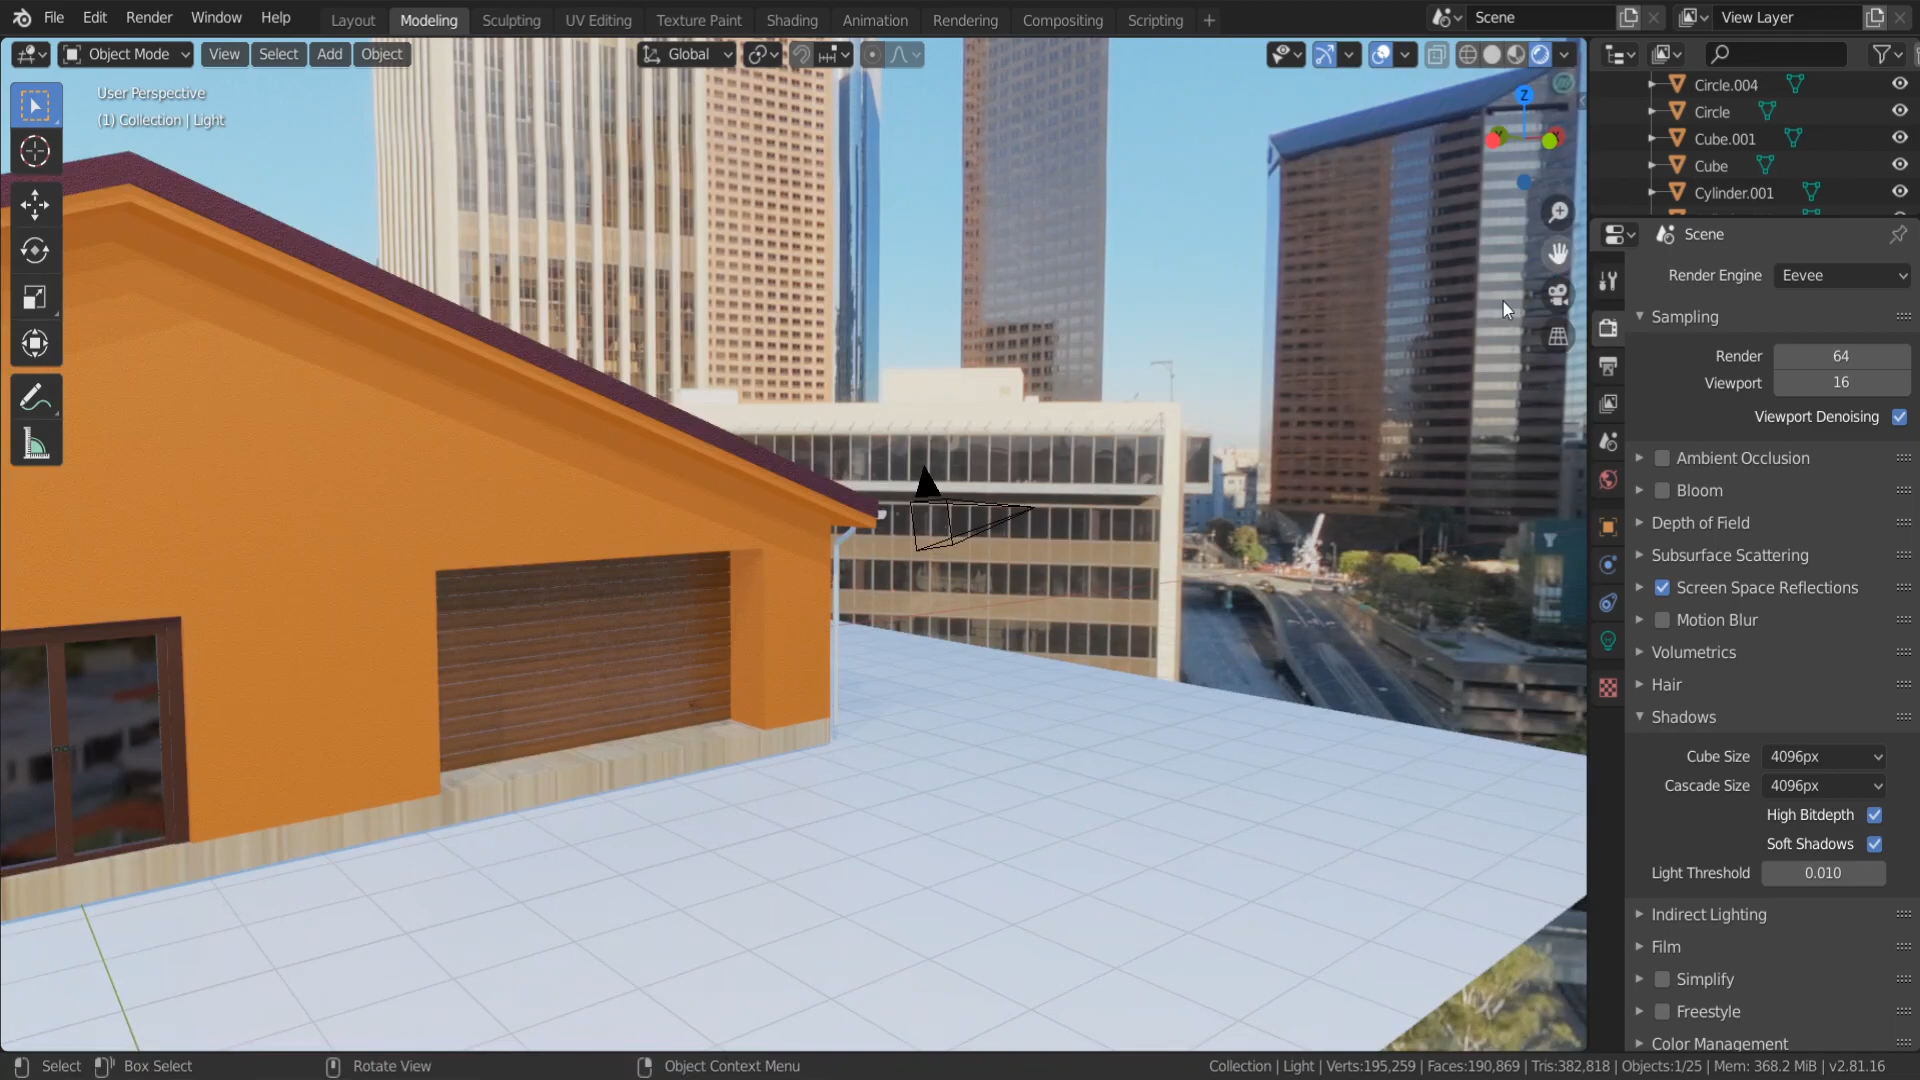 File Edit Render Window Help
Layout Modeling Sculpting UV Editing Texture Paint Shading Animation Rendering Compositing Scripting +
Scene
View Layer
Object Mode View Select Add Object
Global
User Perspective
(1) Collection | Light
Z
Y
Circle.004
Circle
Cube.001
Cube
Cylinder.001
Scene
Render Engine Eevee
Sampling
Render 64
Viewport 16
Viewport Denoising
Ambient Occlusion
Bloom
Depth of Field
Subsurface Scattering
Screen Space Reflections
Motion Blur
Volumetrics
Hair
Shadows
Cube Size 4096px
Cascade Size 4096px
High Bitdepth
Soft Shadows
Light Threshold 0.010
Indirect Lighting
Film
Simplify
Freestyle
Color Management
Select Box Select Rotate View Object Context Menu
Collection | Light | Verts:195,259 | Faces:190,869 | Tris:382,818 | Objects:1/25 | Mem: 368.2 MiB | v2.81.16